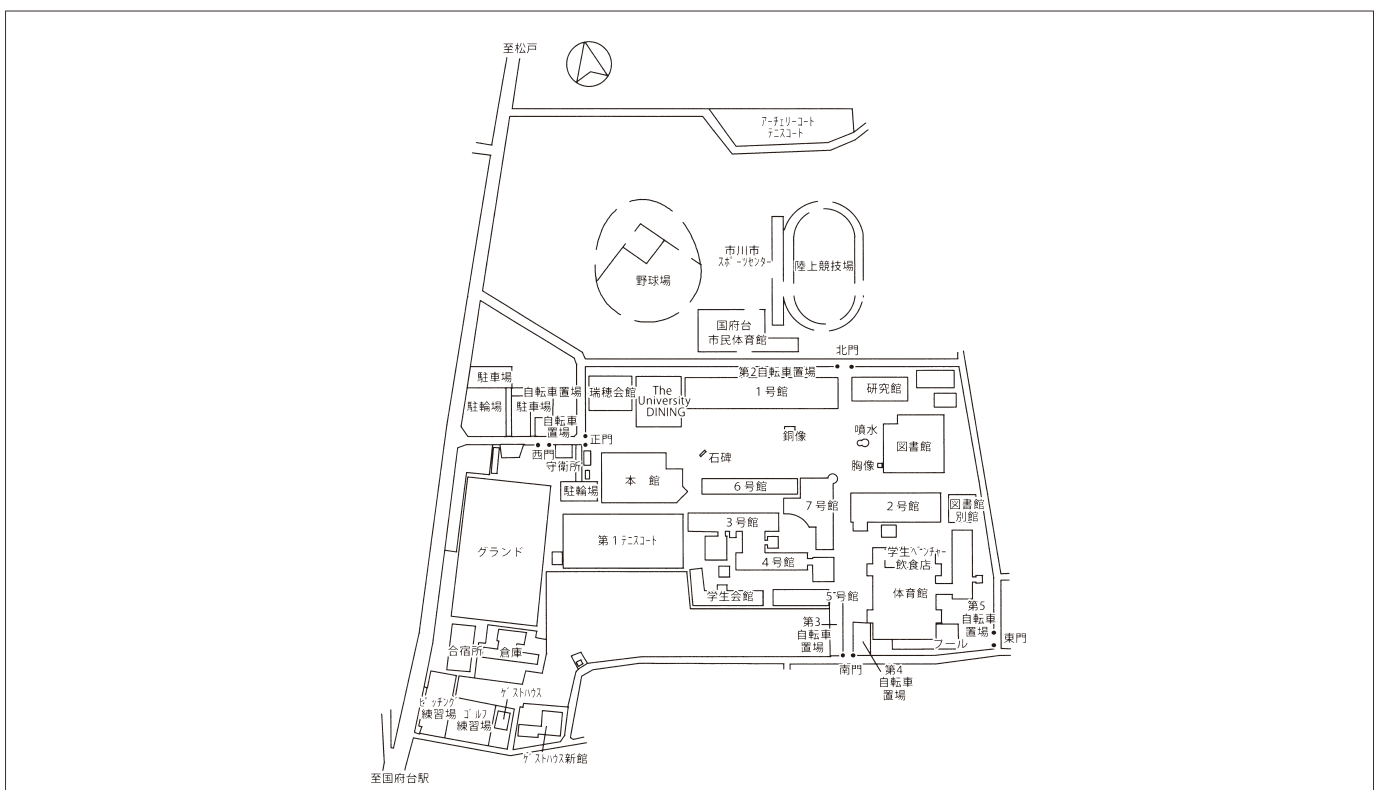 至松戸
アーチェリーコート
テニスコート
市川市
スポーツセンター
陸上競技場
野球場
国府台
市民体育館
北門
第2自転車置場
駐車場
自転車置場
瑞穂会館
The
University
DINING
1号館
研究館
駐輪場
駐車場
自転車
置場
正門
銅像
噴水
図書館
西門
守衛所
石碑
胸像
本 館
駐輪場
6号館
7号館
2号館
図書館
別館
3号館
グランド
第1テニスコート
4号館
学生ベンチャー
飲食店
体育館
学生会館
5号館
第3
自転車
置場
第5
自転車
置場
プール
東門
合宿所
倉庫
南門
第4
自転車
置場
ゲストハウス
ピッチング
練習場
ゴルフ
練習場
ゲストハウス新館
至国府台駅